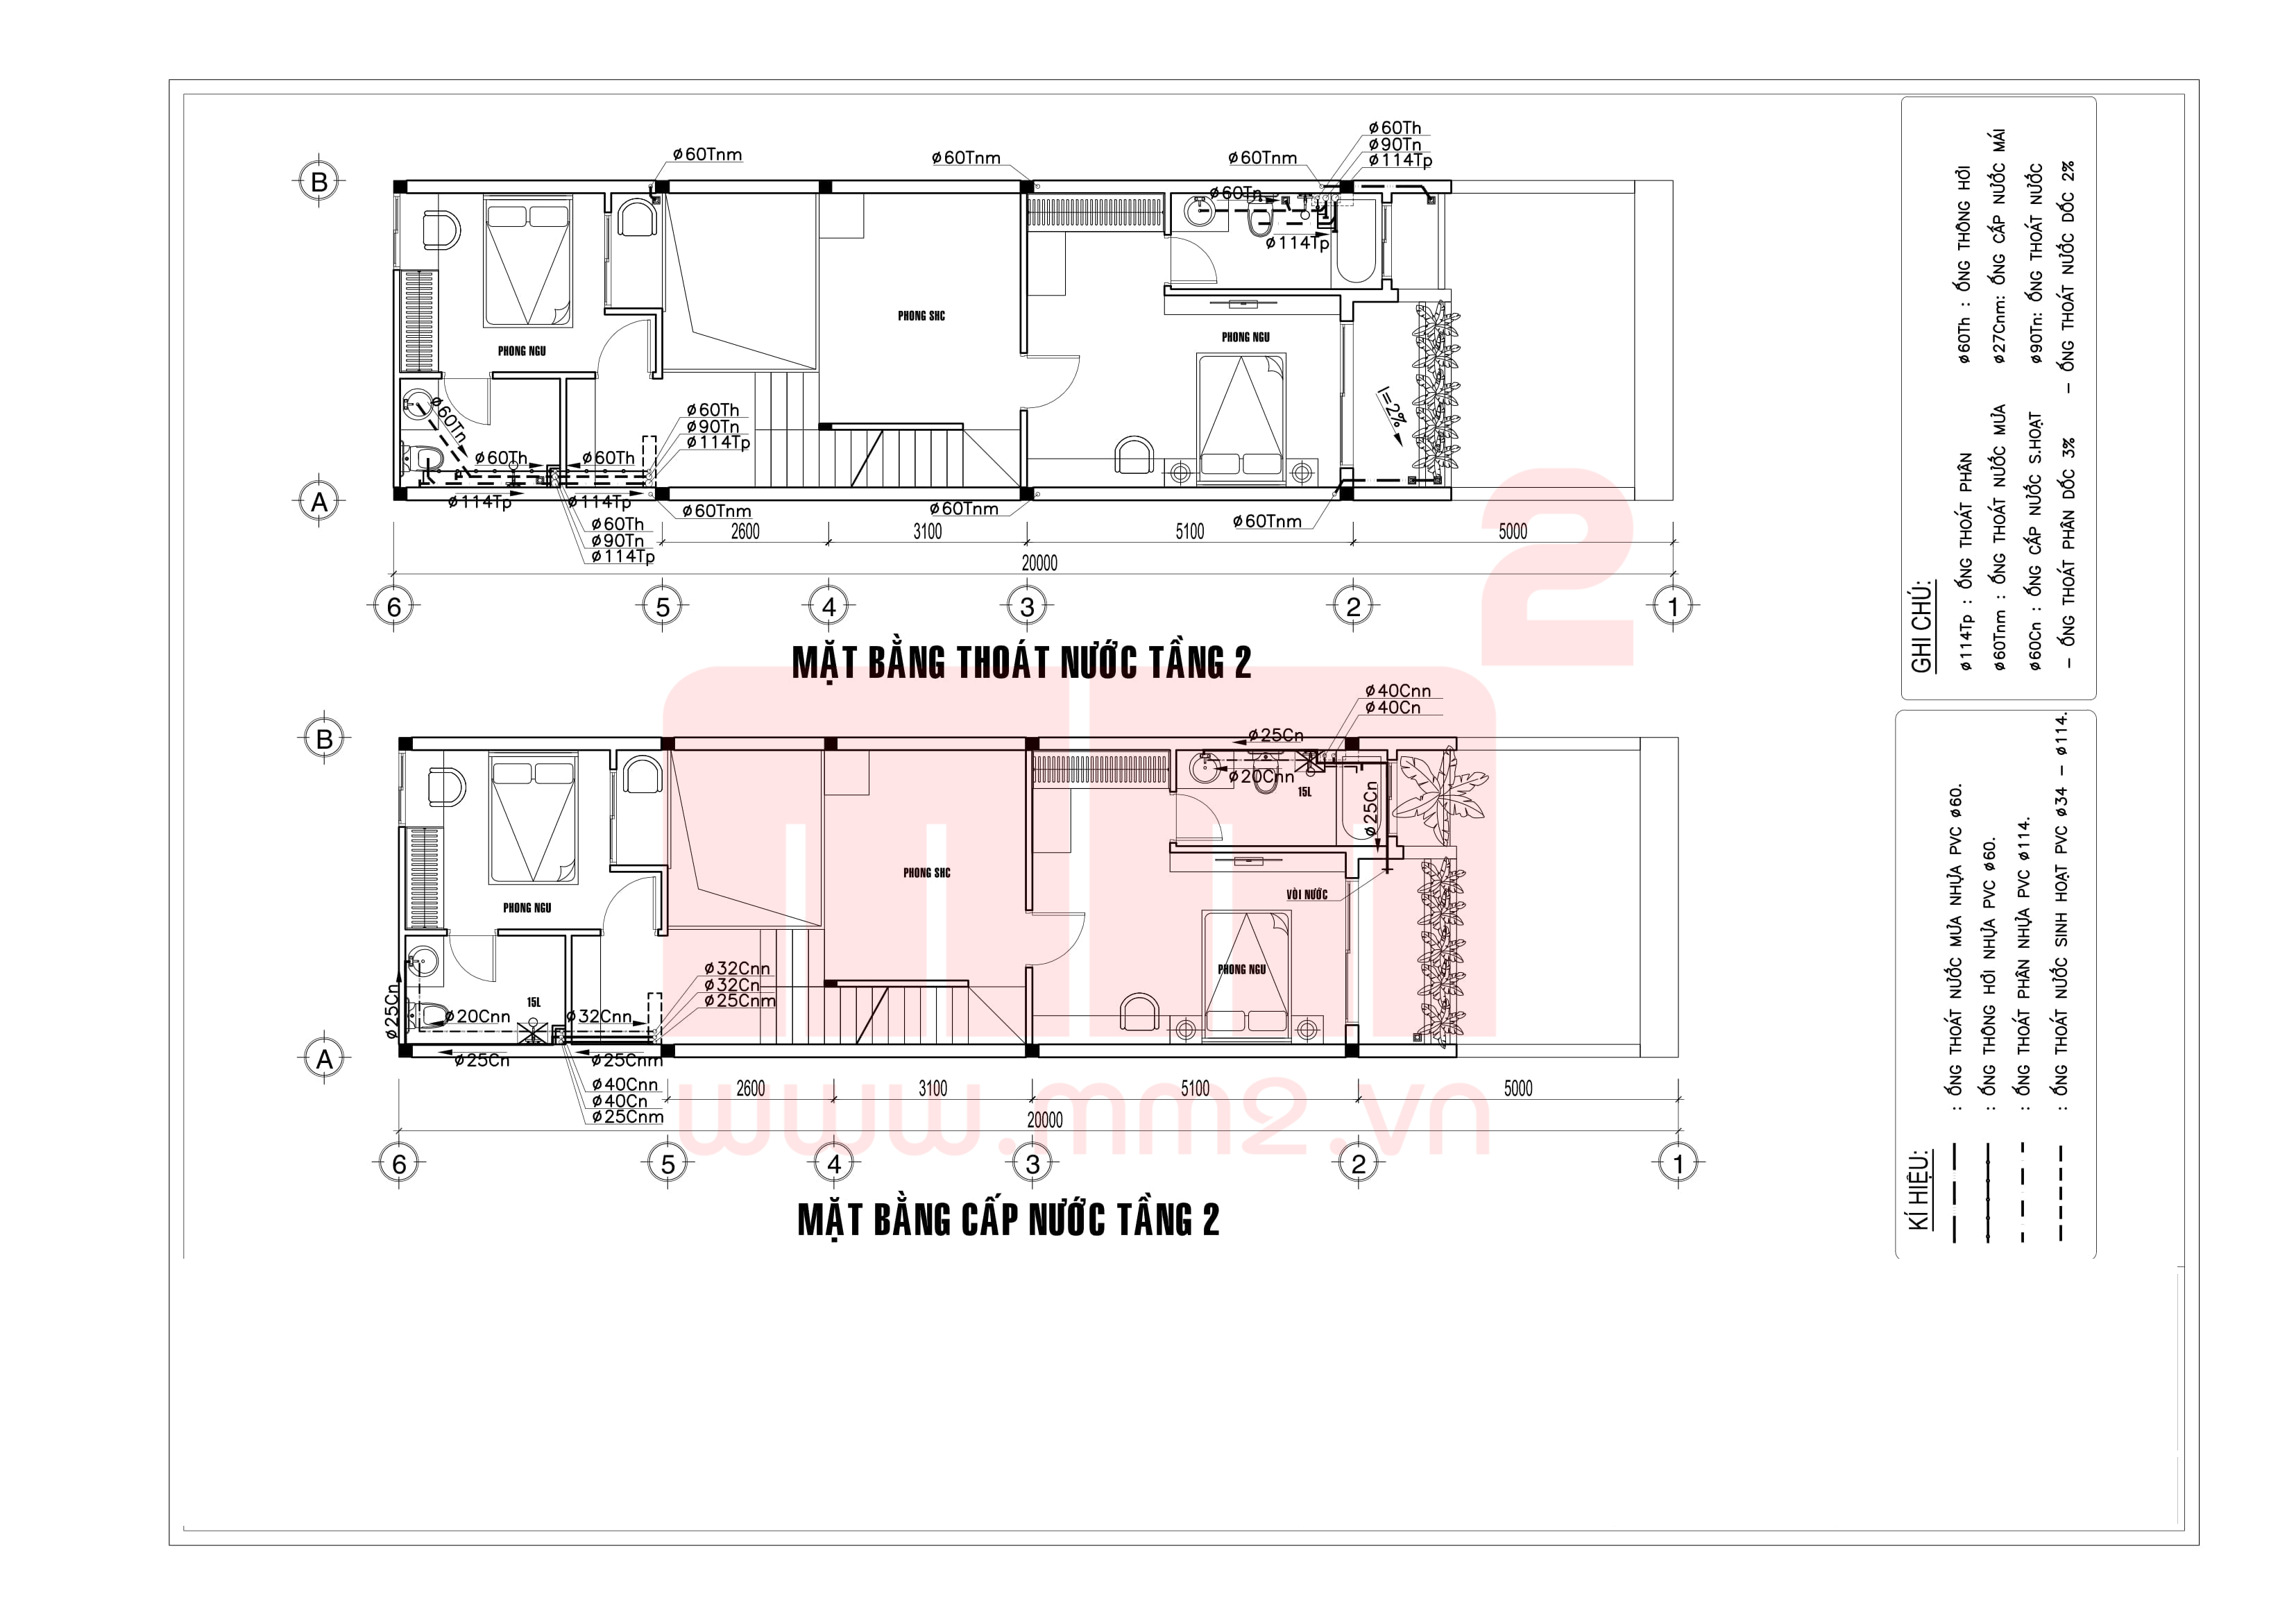 ø60Th
ø90Tn
ø114Tp
ø60Tnm
ø60Tnm
ø60Tnm
B
ø60Tn
ø114Tp
PHONG SHC
PHONG NGU
PHONG NGU
I=2%
ø60Tn
ø60Th
ø90Tn
ø114Tp
ø60Th
ø60Th
A
ø114Tp
ø114Tp
ø60Tnm
ø60Tnm
ø60Tnm
ø60Th
ø90Tn
ø114Tp
2600
3100
5100
5000
20000
6
5
4
3
2
1
MẶT BẰNG THOÁT NƯỚC TẦNG 2
ø40Cnn
ø40Cn
B
ø25Cn
ø20Cnn
15L
ø25Cn
PHONG SHC
VÒI NƯỚC
PHONG NGU
PHONG NGU
ø32Cnn
ø32Cn
ø25Cnm
ø25Cn
15L
ø20Cnn
ø32Cnn
A
ø25Cn
ø25Cnm
ø40Cnn
ø40Cn
ø25Cnm
2600
3100
5100
5000
20000
6
5
4
3
2
1
MẶT BẰNG CẤP NƯỚC TẦNG 2
mm2
www.mm2.vn
GHI CHÚ:
ø114Tp : ỐNG THOÁT PHÂN
ø60Th : ỐNG THÔNG HƠI
ø60Tnm : ỐNG THOÁT NƯỚC MƯA
ø27Cnm: ỐNG CẤP NƯỚC MÁI
ø60Cn : ỐNG CẤP NƯỚC S.HOẠT
ø90Tn: ỐNG THOÁT NƯỚC
– ỐNG THOÁT PHÂN DỐC 3%
– ỐNG THOÁT NƯỚC DỐC 2%
KÍ HIỆU:
: ỐNG THOÁT NƯỚC MƯA NHỰA PVC ø60.
: ỐNG THÔNG HƠI NHỰA PVC ø60.
: ỐNG THOÁT PHÂN NHỰA PVC ø114.
: ỐNG THOÁT NƯỚC SINH HOẠT PVC ø34 – ø114.